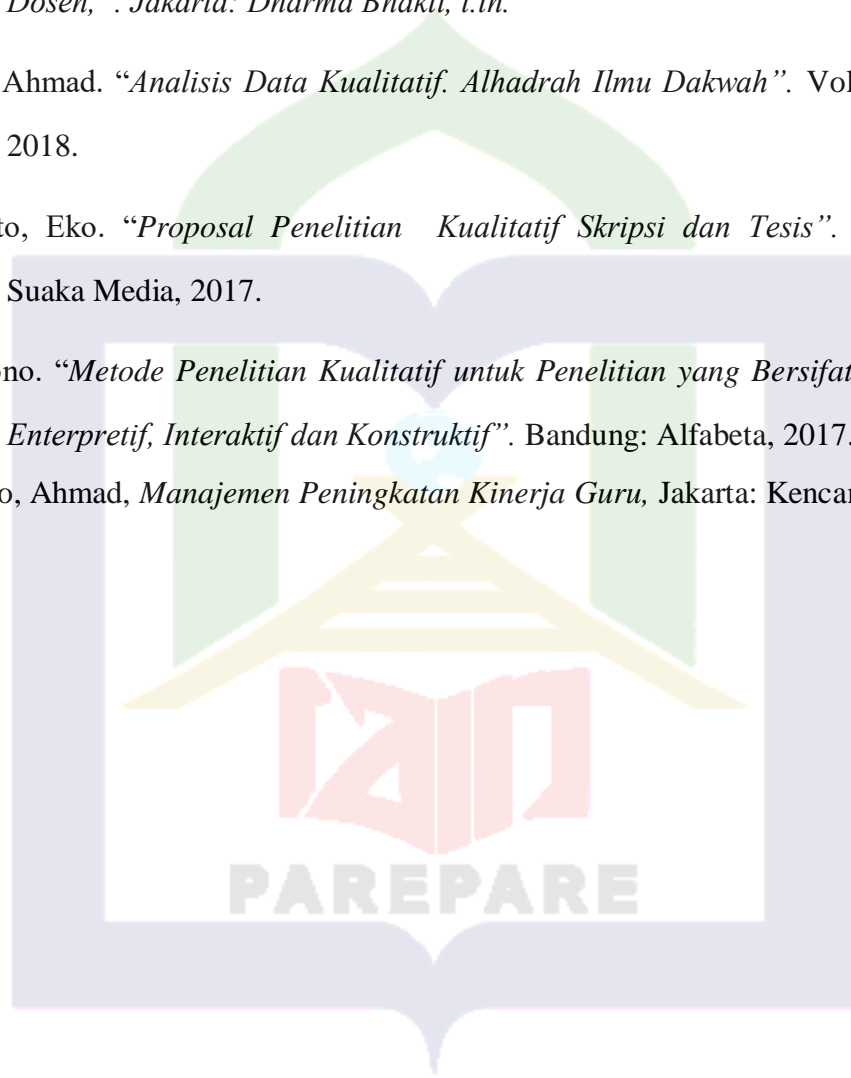 Dosen,". Jakarta: Dharma Bhakti, t.th.
Ahmad. “Analisis Data Kualitatif. Alhadrah Ilmu Dakwah”. Vol
2018.
to, Eko. “Proposal Penelitian Kualitatif Skripsi dan Tesis”.
Suaka Media, 2017.
ono. “Metode Penelitian Kualitatif untuk Penelitian yang Bersifat
Enterpretif, Interaktif dan Konstruktif”. Bandung: Alfabeta, 2017.
o, Ahmad, Manajemen Peningkatan Kinerja Guru, Jakarta: Kencan
iain
PAREPARE